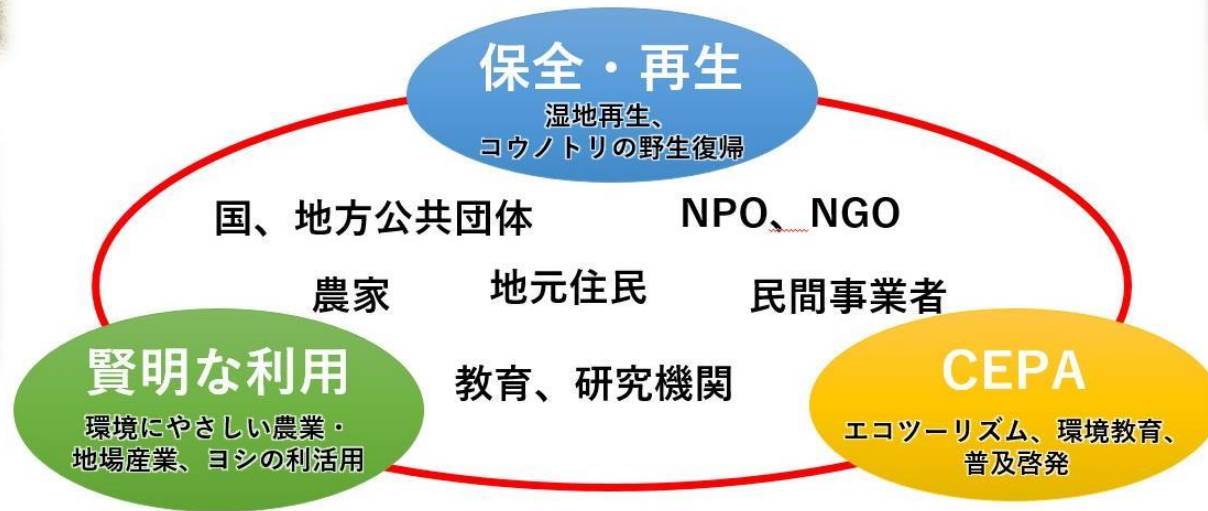 保全・再生
湿地再生、
コウノトリの野生復帰
国、地方公共団体
NPO、NGO
農家
地元住民
民間事業者
教育、研究機関
賢明な利用
環境にやさしい農業・
地場産業、ヨシの利活用
CEPA
エコツーリズム、環境教育、
普及啓発